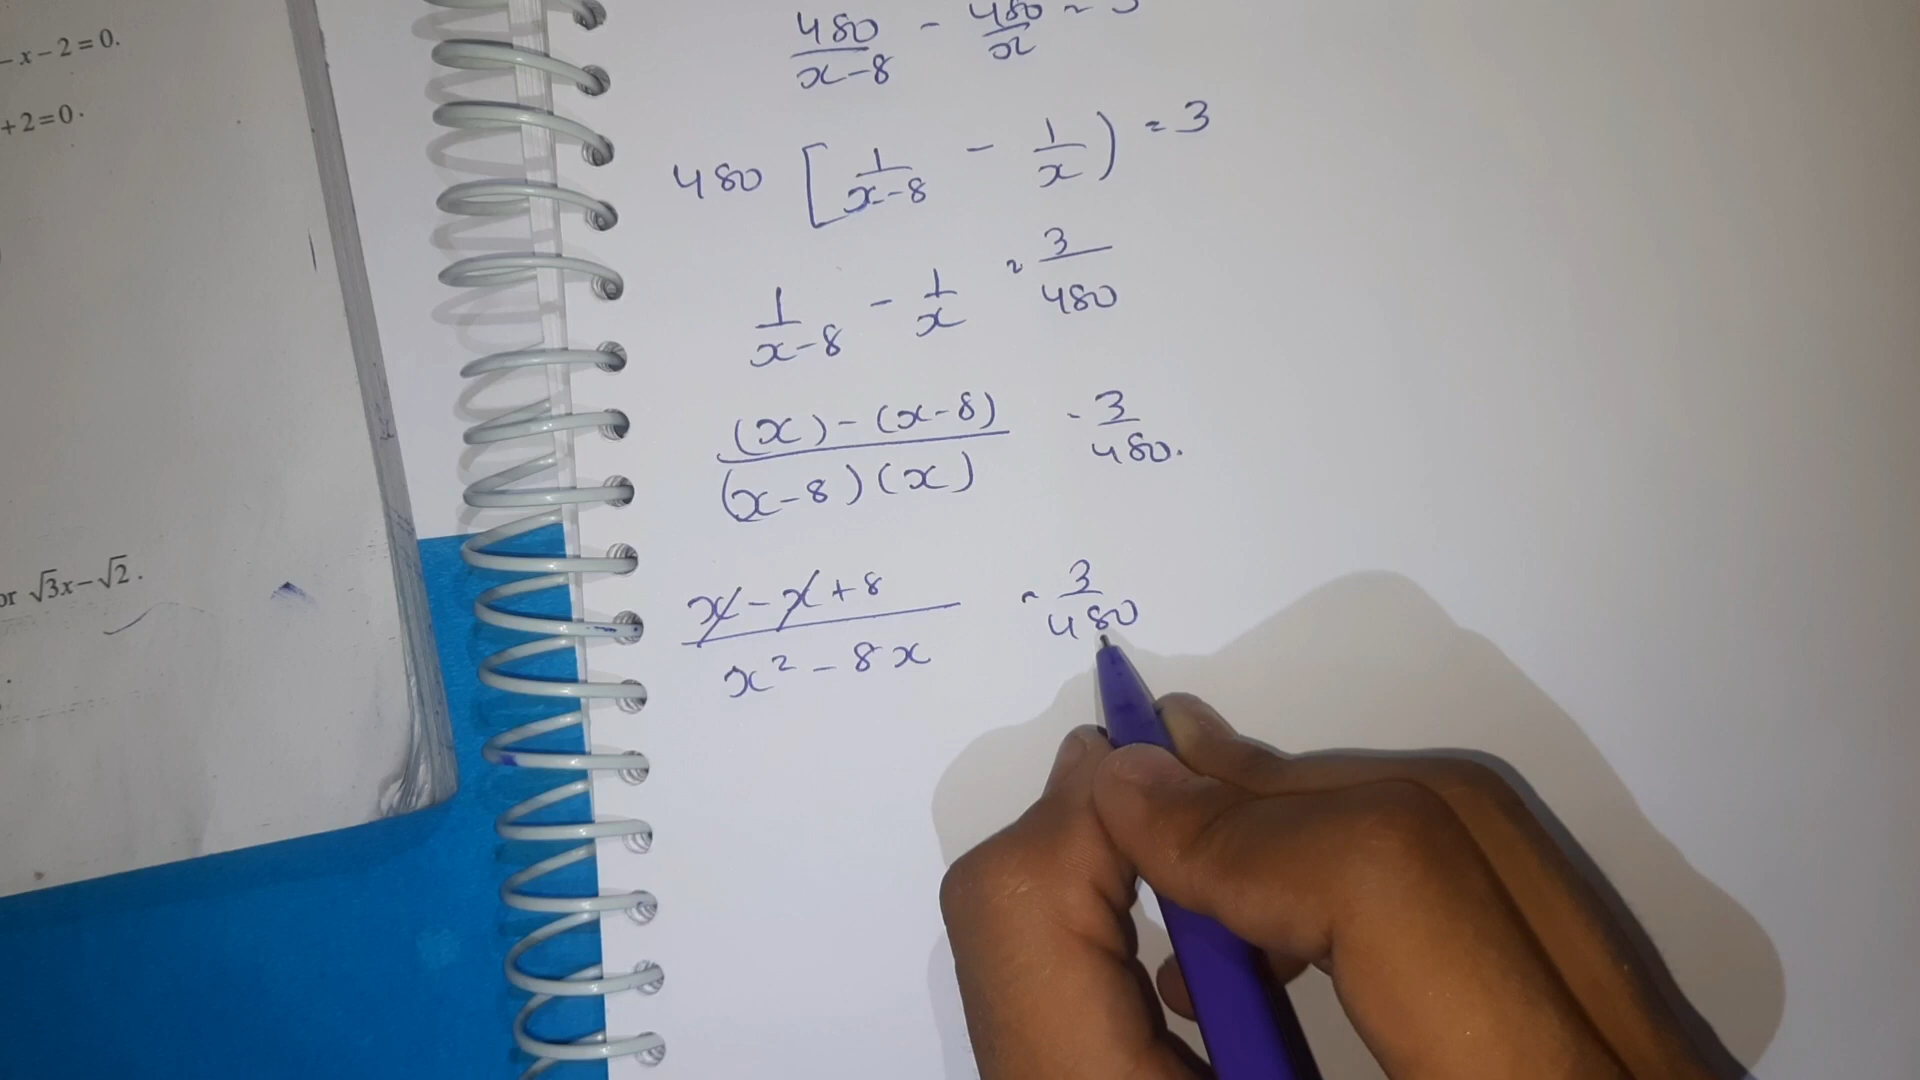 - x - 2 = 0.
+ 2 = 0.
or √3x - √2.
480/(x-8) - 480/x = 3
480 [1/(x-8) - 1/x) = 3
1/(x-8) - 1/x = 3/480
((x) - (x-8))/((x-8)(x)) = 3/480.
(x - x + 8)/(x² - 8x) = 3/480